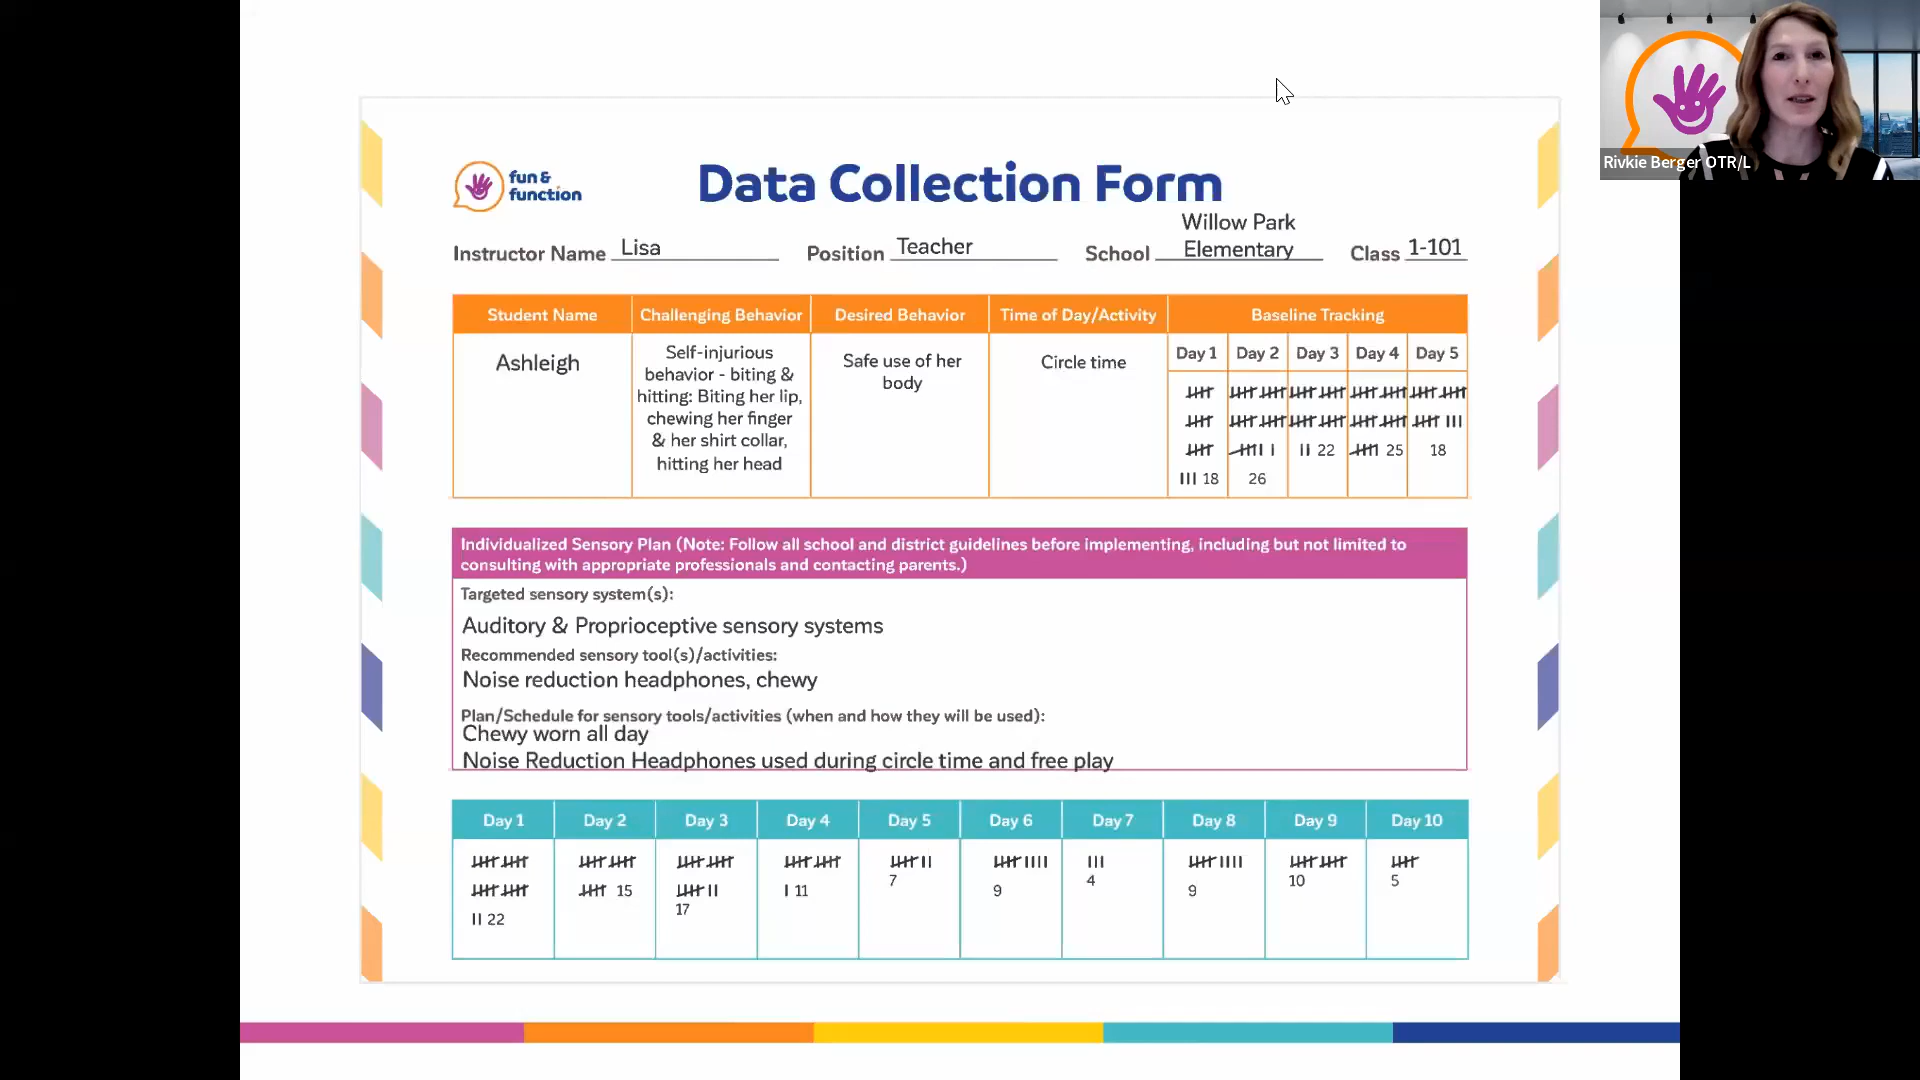 Rivkie Berger OTR/L
fun &
function
Data Collection Form
Instructor Name Lisa Position Teacher School Willow Park Elementary Class 1-101
Student Name Challenging Behavior Desired Behavior Time of Day/Activity Baseline Tracking
Ashleigh
Self-injurious
behavior - biting &
hitting: Biting her lip,
chewing her finger
& her shirt collar,
hitting her head
Safe use of her
body
Circle time
Day 1 Day 2 Day 3 Day 4 Day 5
18 26 22 25 18
Individualized Sensory Plan (Note: Follow all school and district guidelines before implementing, including but not limited to
consulting with appropriate professionals and contacting parents.)
Targeted sensory system(s):
Auditory & Proprioceptive sensory systems
Recommended sensory tool(s)/activities:
Noise reduction headphones, chewy
Plan/Schedule for sensory tools/activities (when and how they will be used):
Chewy worn all day
Noise Reduction Headphones used during circle time and free play
Day 1 Day 2 Day 3 Day 4 Day 5 Day 6 Day 7 Day 8 Day 9 Day 10
22 15 17 11 7 9 4 9 10 5